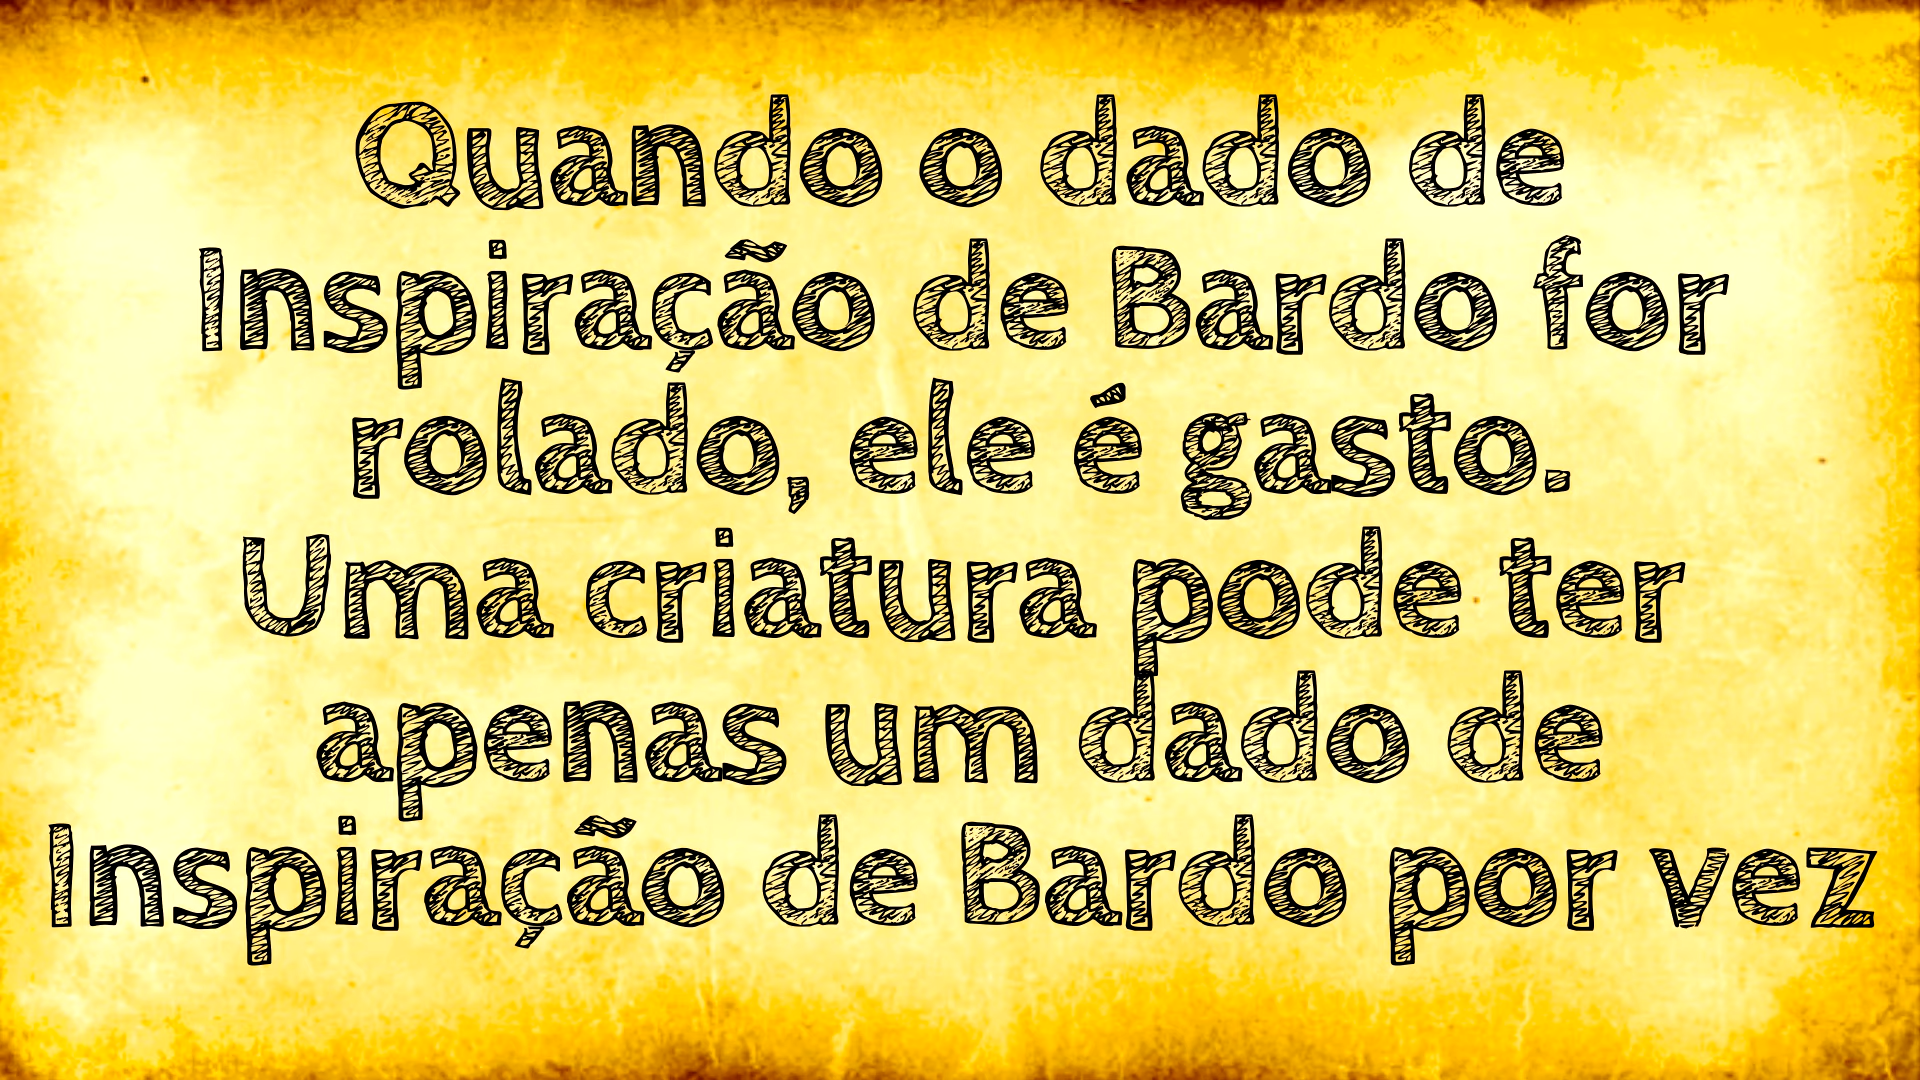 Quando o dado de
Inspiração de Bardo for
rolado, ele é gasto.
Uma criatura pode ter
apenas um dado de
Inspiração de Bardo por vez